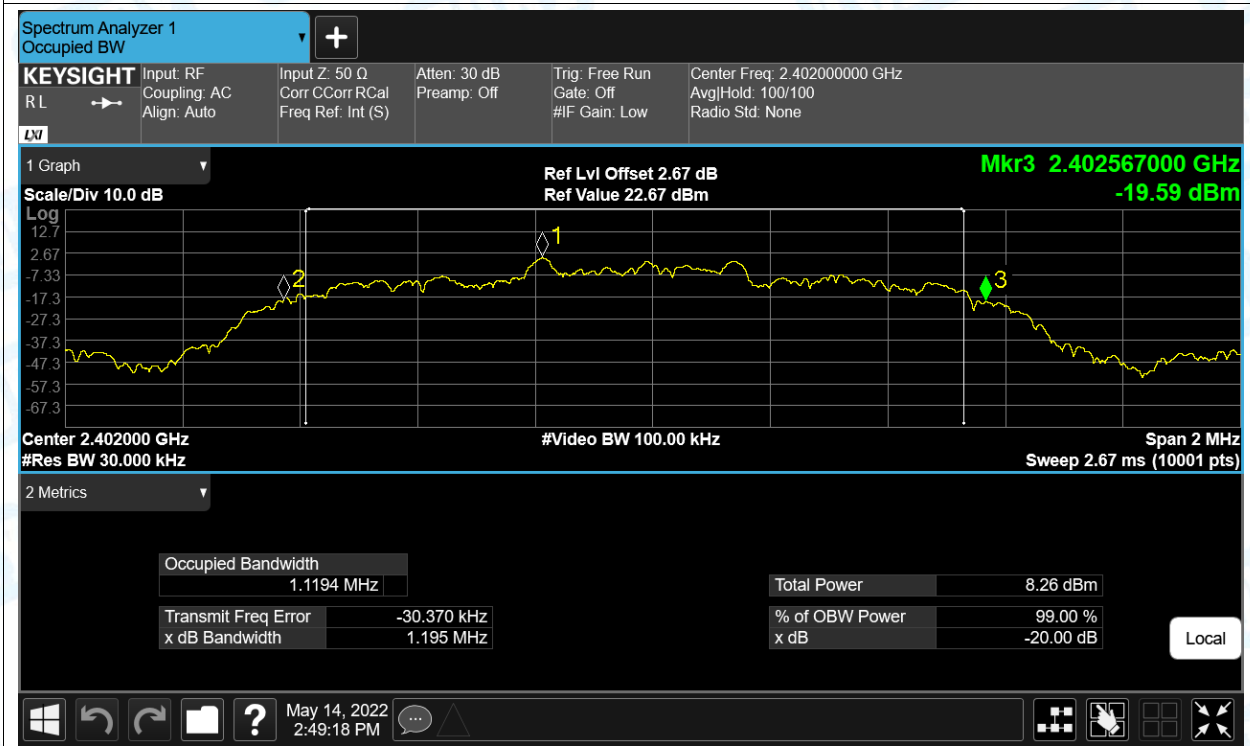 Spectrum Analyzer 1
Occupied BW
KEYSIGHT
R L
LXI
Input: RF
Coupling: AC
Align: Auto
Input Z: 50 Ω
Corr CCorr RCal
Freq Ref: Int (S)
Atten: 30 dB
Preamp: Off
Trig: Free Run
Gate: Off
#IF Gain: Low
Center Freq: 2.402000000 GHz
Avg|Hold: 100/100
Radio Std: None
1 Graph
Scale/Div 10.0 dB
Ref Lvl Offset 2.67 dB
Ref Value 22.67 dBm
Mkr3 2.402567000 GHz
-19.59 dBm
Log
12.7
2.67
-7.33
-17.3
-27.3
-37.3
-47.3
-57.3
-67.3
1
2
3
Center 2.402000 GHz
#Video BW 100.00 kHz
Span 2 MHz
#Res BW 30.000 kHz
Sweep 2.67 ms (10001 pts)
2 Metrics
Occupied Bandwidth
1.1194 MHz
Transmit Freq Error -30.370 kHz
x dB Bandwidth 1.195 MHz
Total Power 8.26 dBm
% of OBW Power 99.00 %
x dB -20.00 dB
Local
?
May 14, 2022
2:49:18 PM